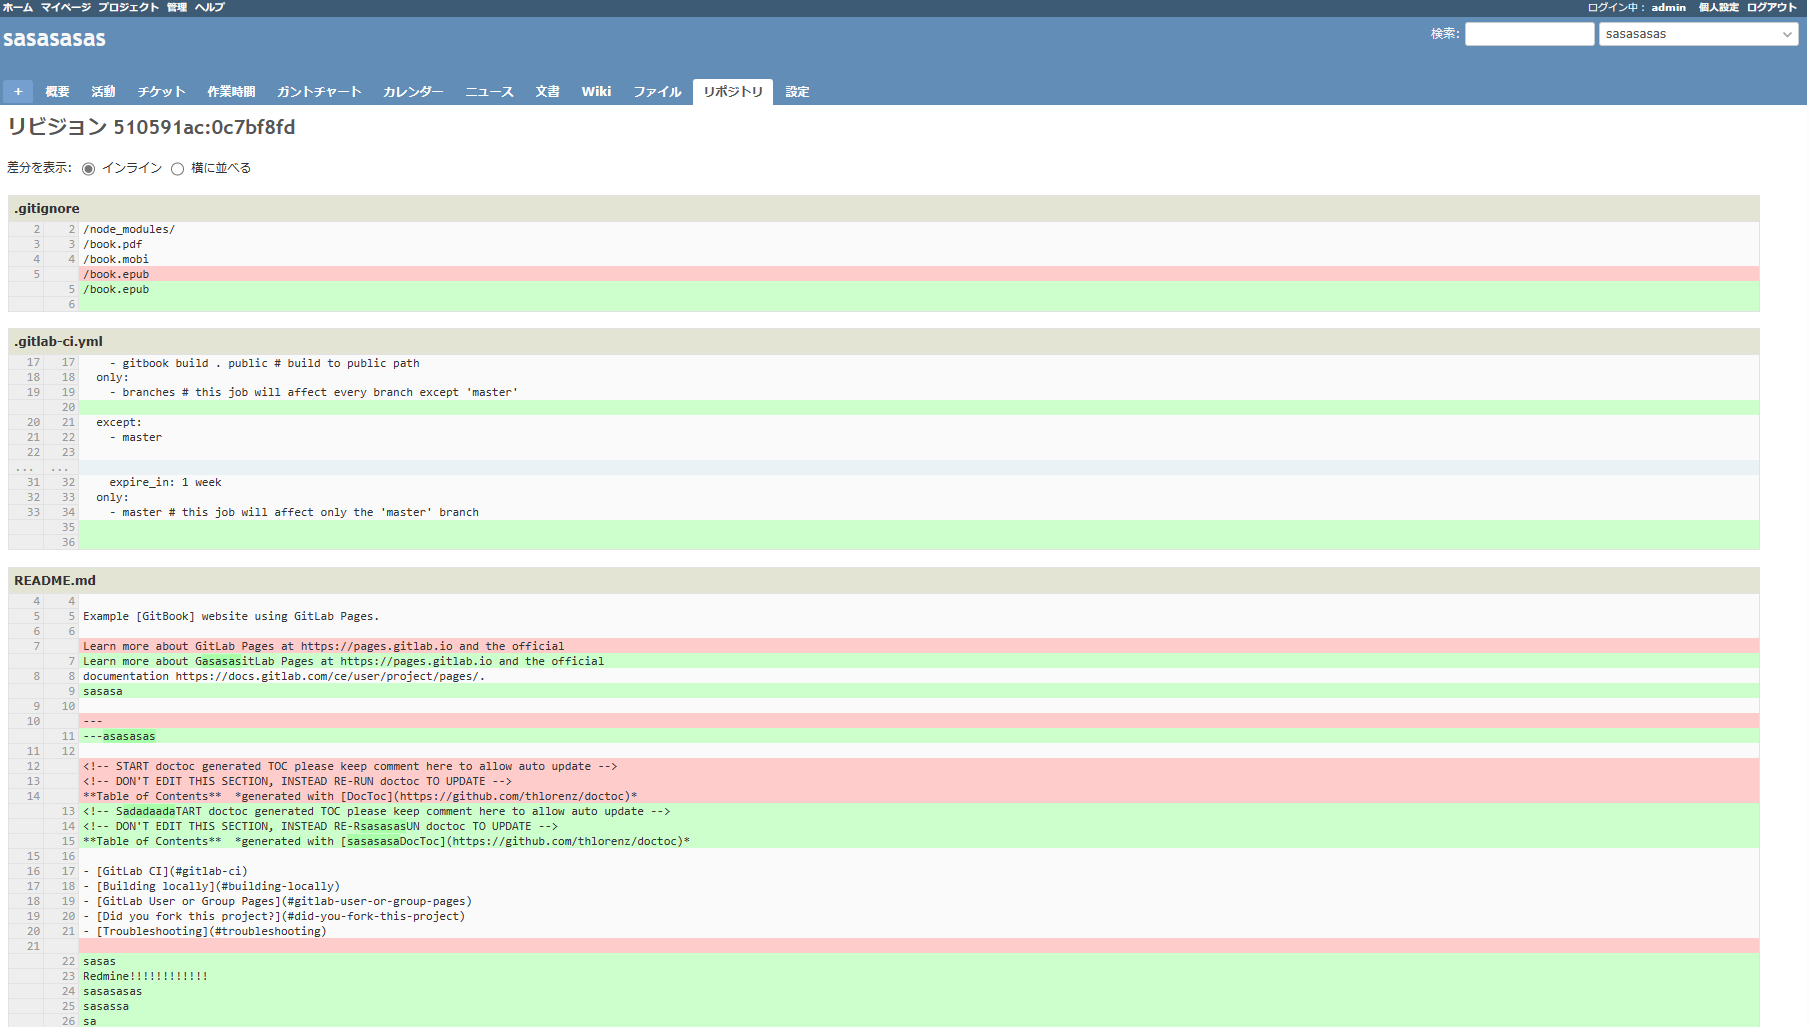 ホーム マイページ プロジェクト 管理 ヘルプ ログイン中： admin 個人設定 ログアウト
sasasasas 検索: sasasasas
+ 概要 活動 チケット 作業時間 ガントチャート カレンダー ニュース 文書 Wiki ファイル リポジトリ 設定
リビジョン 510591ac:0c7bf8fd
差分を表示: インライン 横に並べる
.gitignore
2 2 /node_modules/
3 3 /book.pdf
4 4 /book.mobi
5 /book.epub
5 /book.epub
6
.gitlab-ci.yml
17 17 - gitbook build . public # build to public path
18 18 only:
19 19 - branches # this job will affect every branch except 'master'
20
20 21 except:
21 22 - master
22 23
... ...
31 32 expire_in: 1 week
32 33 only:
33 34 - master # this job will affect only the 'master' branch
35
36
README.md
4 4
5 5 Example [GitBook] website using GitLab Pages.
6 6
7 Learn more about GitLab Pages at https://pages.gitlab.io and the official
7 Learn more about GasasasitLab Pages at https://pages.gitlab.io and the official
8 8 documentation https://docs.gitlab.com/ce/user/project/pages/.
9 sasasa
9 10
10 ---
11 ---asasasas
11 12
12 <!-- START doctoc generated TOC please keep comment here to allow auto update -->
13 <!-- DON'T EDIT THIS SECTION, INSTEAD RE-RUN doctoc TO UPDATE -->
14 **Table of Contents** *generated with [DocToc](https://github.com/thlorenz/doctoc)*
13 <!-- SadadaadaTART doctoc generated TOC please keep comment here to allow auto update -->
14 <!-- DON'T EDIT THIS SECTION, INSTEAD RE-RsasasasUN doctoc TO UPDATE -->
15 **Table of Contents** *generated with [sasasasaDocToc](https://github.com/thlorenz/doctoc)*
15 16
16 17 - [GitLab CI](#gitlab-ci)
17 18 - [Building locally](#building-locally)
18 19 - [GitLab User or Group Pages](#gitlab-user-or-group-pages)
19 20 - [Did you fork this project?](#did-you-fork-this-project)
20 21 - [Troubleshooting](#troubleshooting)
21
22 sasas
23 Redmine!!!!!!!!!!!!
24 sasasasas
25 sasassa
26 sa